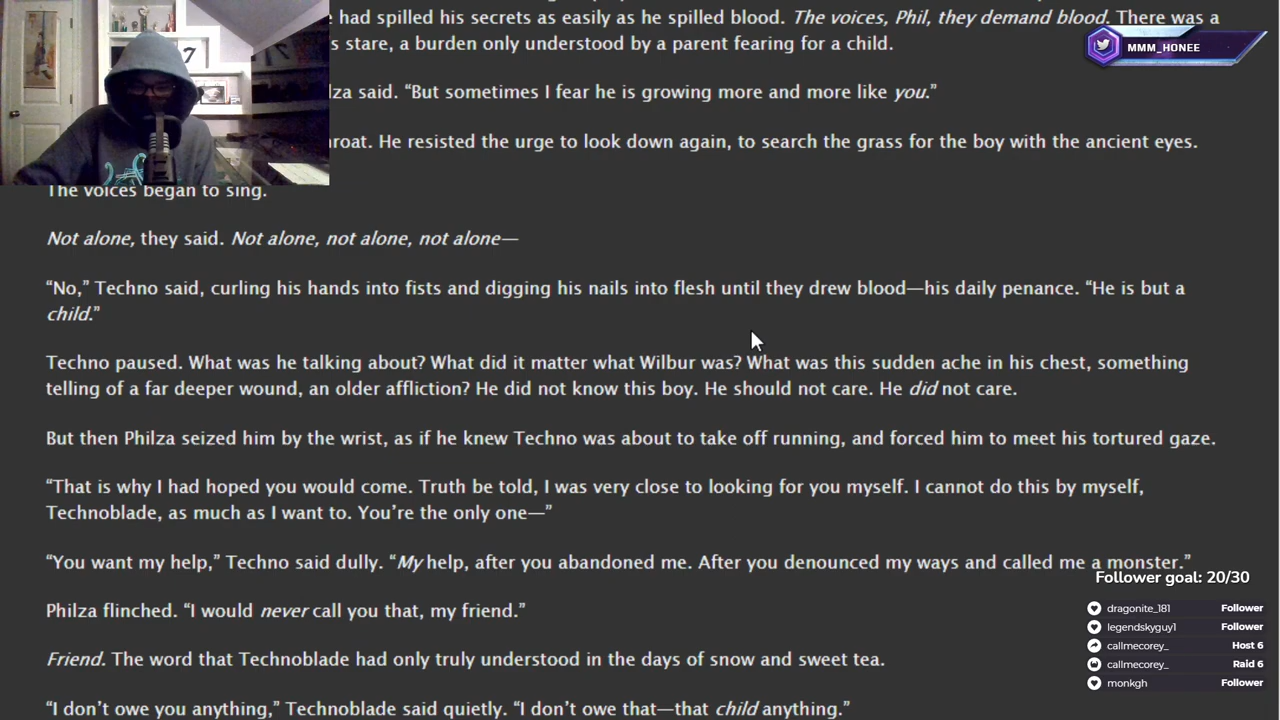 had spilled his secrets as easily as he spilled blood. The voices, Phil, they demand blood. There was a
s stare, a burden only understood by a parent fearing for a child.
MMM_HONEE
lza said. “But sometimes I fear he is growing more and more like you.”
hroat. He resisted the urge to look down again, to search the grass for the boy with the ancient eyes.
The voices began to sing.
Not alone, they said. Not alone, not alone, not alone—
“No,” Techno said, curling his hands into fists and digging his nails into flesh until they drew blood—his daily penance. “He is but a
child.”
Techno paused. What was he talking about? What did it matter what Wilbur was? What was this sudden ache in his chest, something
telling of a far deeper wound, an older affliction? He did not know this boy. He should not care. He did not care.
But then Philza seized him by the wrist, as if he knew Techno was about to take off running, and forced him to meet his tortured gaze.
“That is why I had hoped you would come. Truth be told, I was very close to looking for you myself. I cannot do this by myself,
Technoblade, as much as I want to. You’re the only one—”
“You want my help,” Techno said dully. “My help, after you abandoned me. After you denounced my ways and called me a monster.”
Follower goal: 20/30
Philza flinched. “I would never call you that, my friend.”
dragonite_181 Follower
legendskyguy1 Follower
callmecorey_ Host 6
Friend. The word that Technoblade had only truly understood in the days of snow and sweet tea.
callmecorey_ Raid 6
monkgh Follower
“I don’t owe you anything,” Technoblade said quietly. “I don’t owe that—that child anything.”